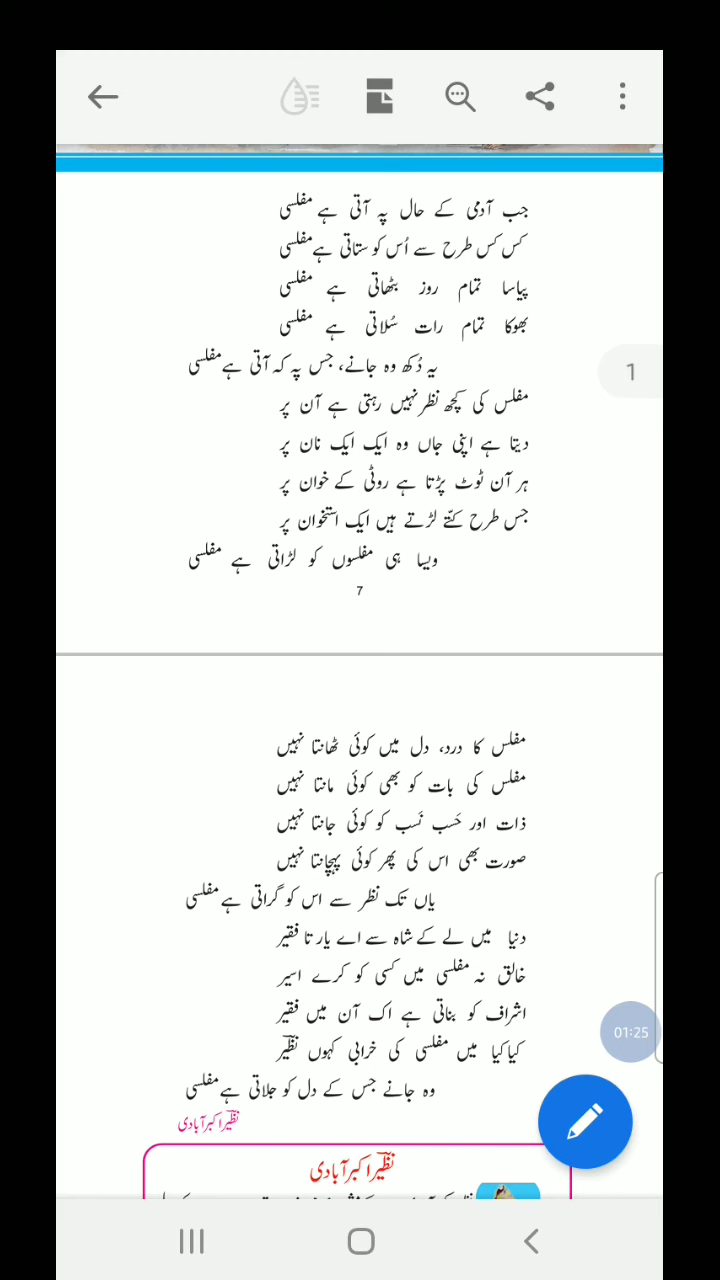 جب آدمی کے حال پہ آتی ہے مفلسی
کس کس طرح سے اُس کو ستاتی ہے مفلسی
پیاسا تمام روز بٹھاتی ہے مفلسی
بھوکا تمام رات سُلاتی ہے مفلسی
یہ دُکھ وہ جانے، جس پہ کہ آتی ہے مفلسی
1
مفلس کی کچھ نظر نہیں رہتی ہے آن پر
دیتا ہے اپنی جاں وہ ایک ایک نان پر
ہر آن ٹوٹ پڑتا ہے روٹی کے خوان پر
جس طرح کتّے لڑتے ہیں ایک استخوان پر
ویسا ہی مفلسوں کو لڑاتی ہے مفلسی
7
مفلس کا درد، دل میں کوئی ٹھانتا نہیں
مفلس کی بات کو بھی کوئی مانتا نہیں
ذات اور حَسب نَسب کو کوئی جانتا نہیں
صورت بھی اس کی پھر کوئی پہچانتا نہیں
یاں تک نظر سے اس کو گراتی ہے مفلسی
دنیا میں لے کے شاہ سے اے یار تا فقیر
خالق نہ مفلسی میں کسی کو کرے اسیر
اشراف کو بناتی ہے اک آن میں فقیر
کیا کیا میں مفلسی کی خرابی کہوں نظیرؔ
01:25
وہ جانے جس کے دل کو جلاتی ہے مفلسی
نظیرؔ اکبرآبادی
نظیرؔ اکبرآبادی